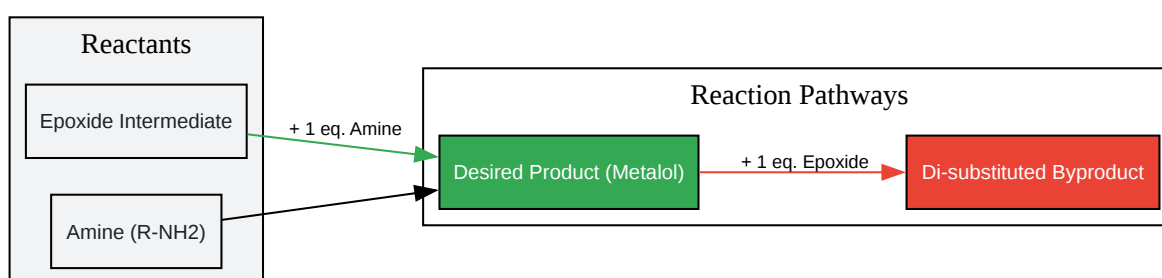 Reactants
Epoxide Intermediate
Amine (R-NH2)
+ 1 eq. Amine
Reaction Pathways
Desired Product (Metalol)
+ 1 eq. Epoxide
Di-substituted Byproduct